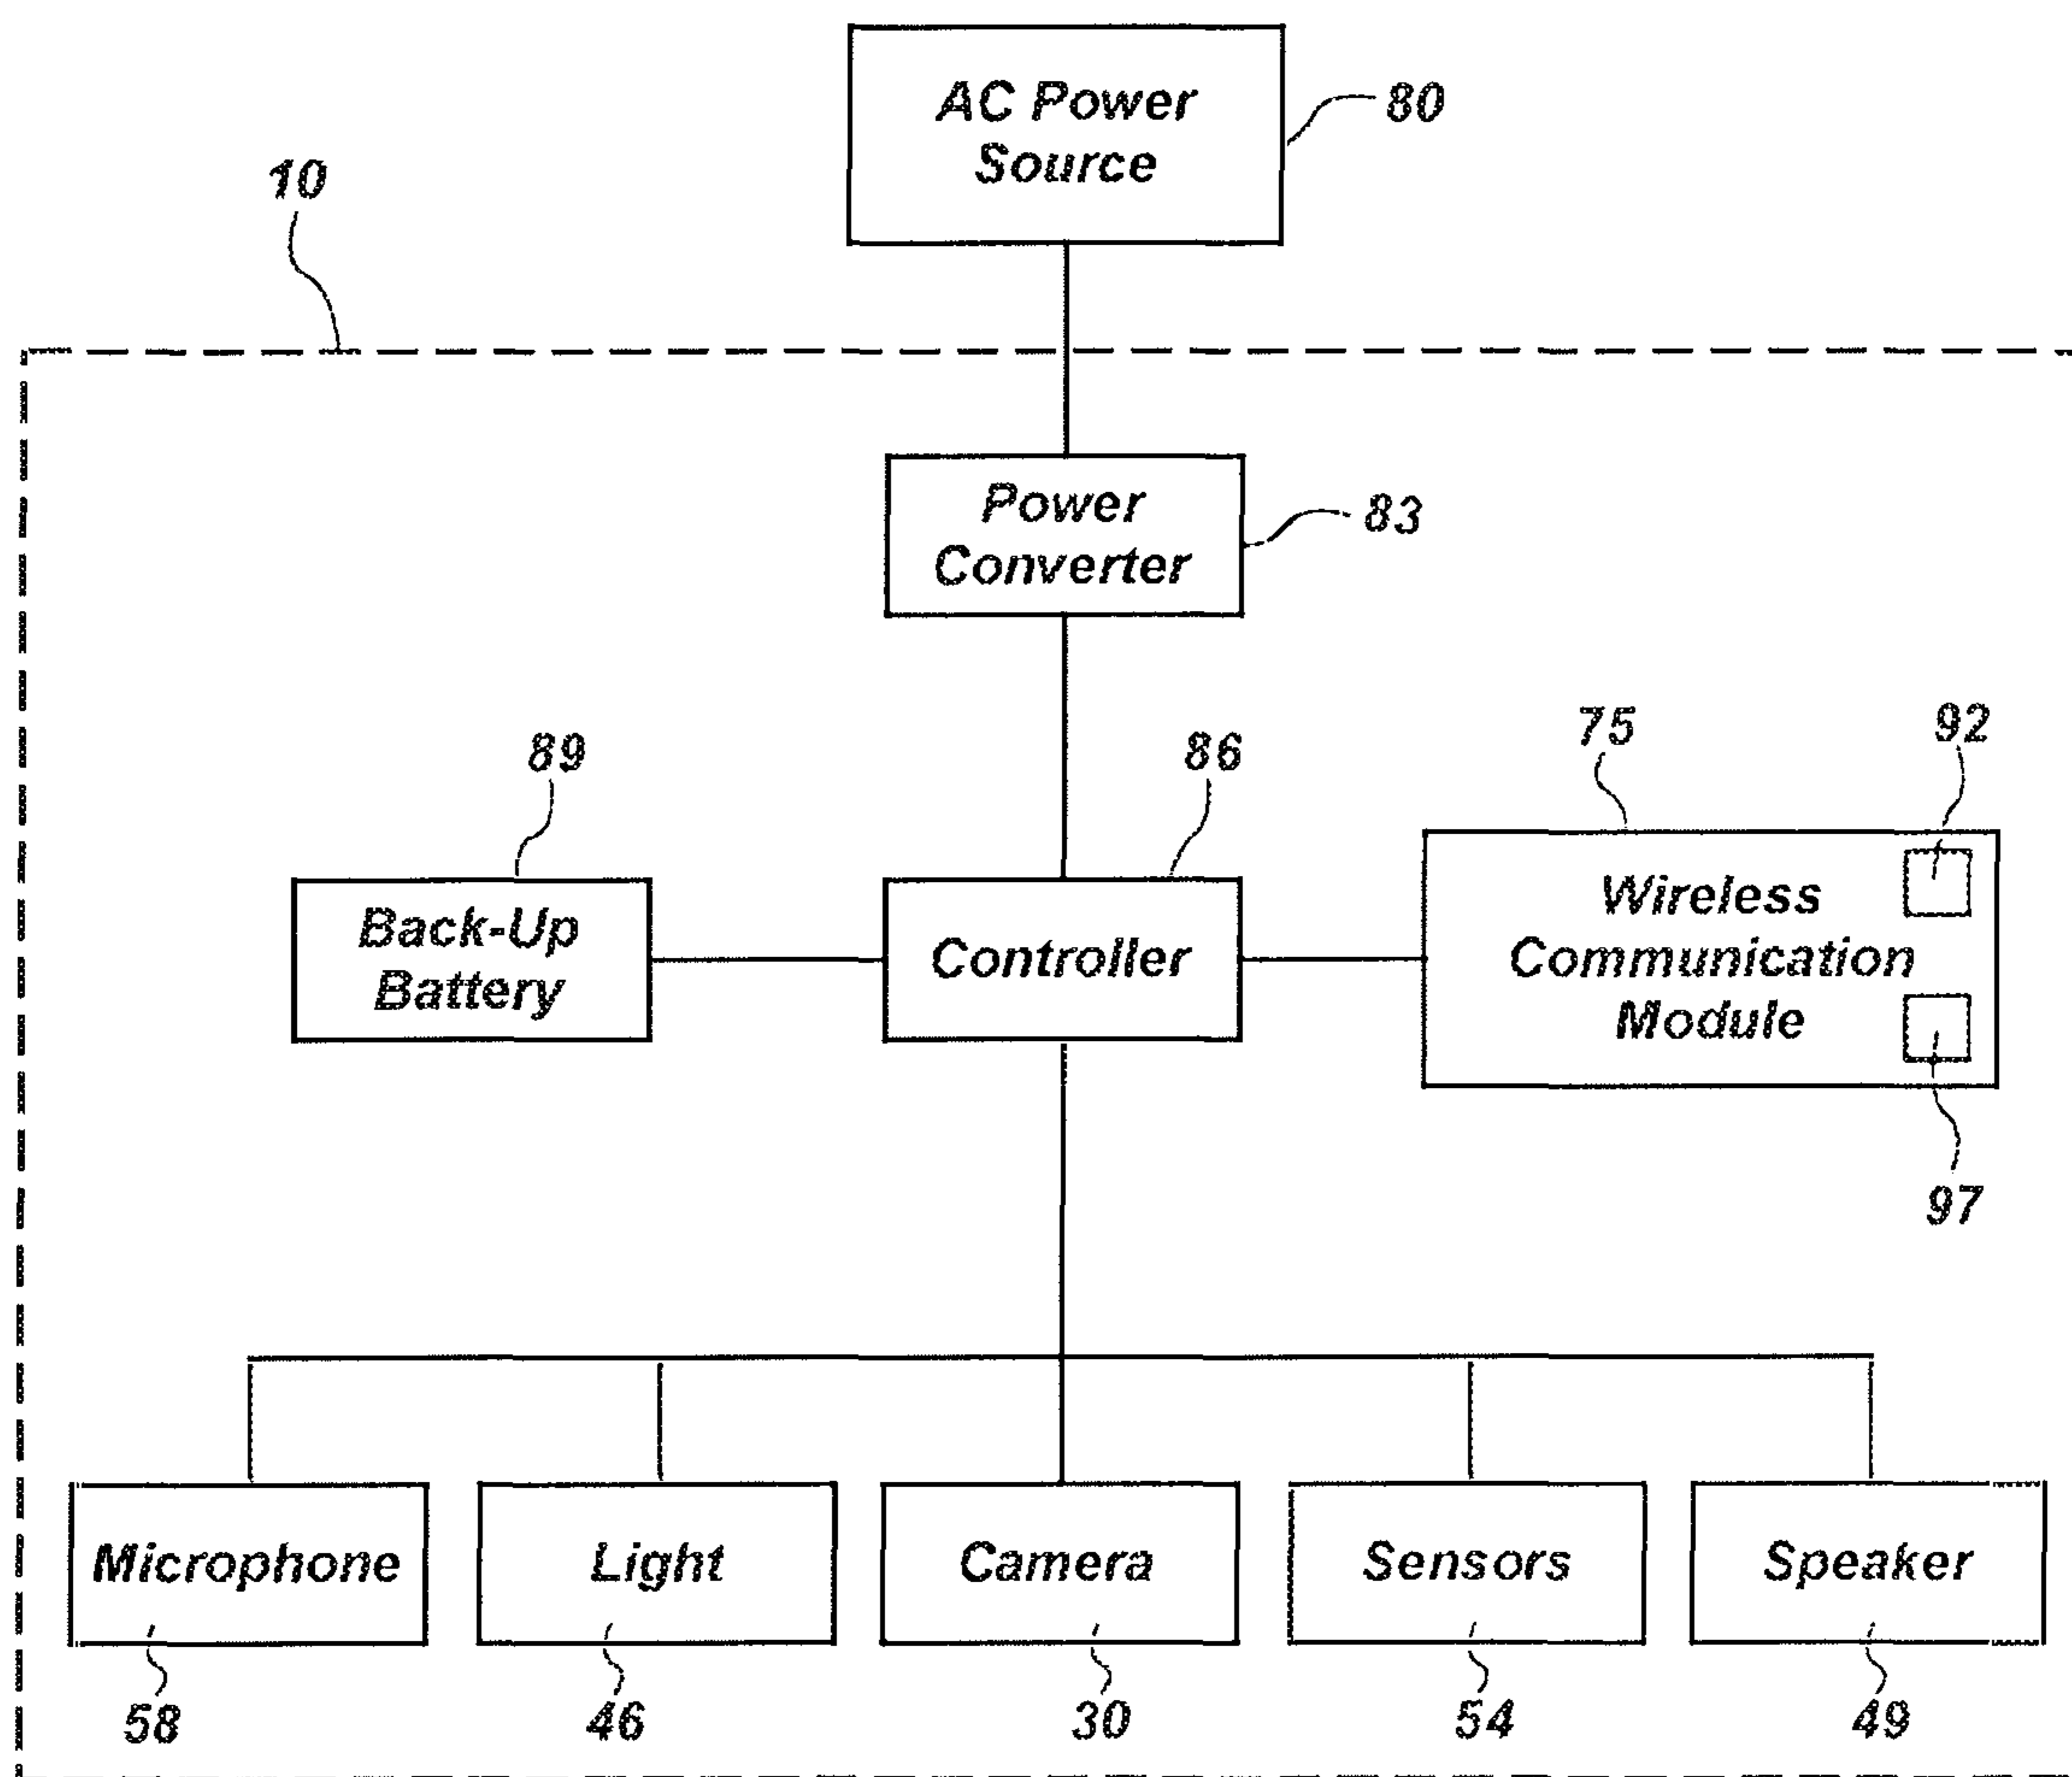 AC Power
Source
80
10
Power
Converter
83
89
86
75
92
Back-Up
Battery
Controller
Wireless
Communication
Module
97
Microphone
Light
Camera
Sensors
Speaker
58
46
30
54
49